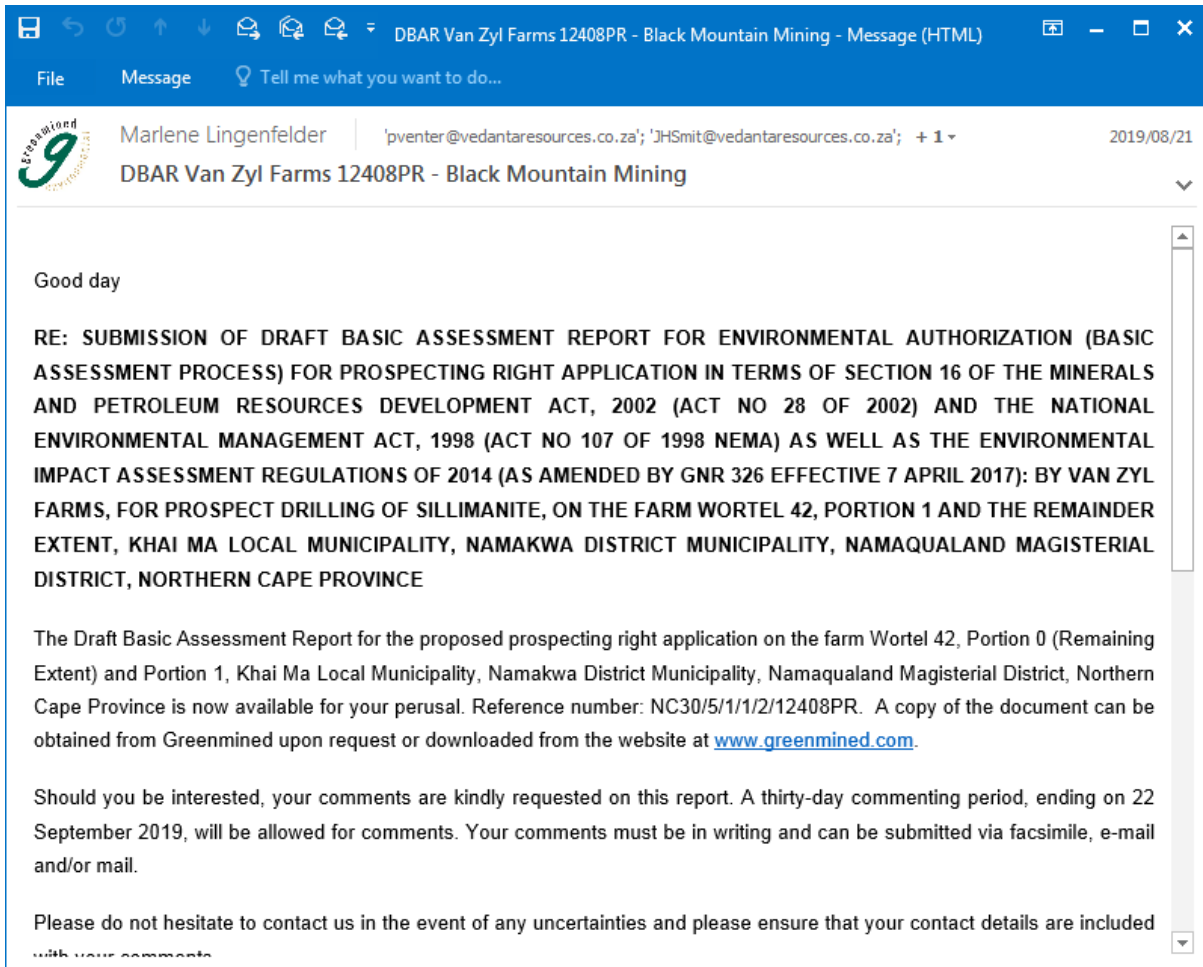 DBAR Van Zyl Farms 12408PR - Black Mountain Mining - Message (HTML)
File Message Tell me what you want to do...
Marlene Lingenfelder 'pventer@vedantaresources.co.za'; 'JHSmit@vedantaresources.co.za'; + 1 2019/08/21
DBAR Van Zyl Farms 12408PR - Black Mountain Mining
Good day
RE: SUBMISSION OF DRAFT BASIC ASSESSMENT REPORT FOR ENVIRONMENTAL AUTHORIZATION (BASIC
ASSESSMENT PROCESS) FOR PROSPECTING RIGHT APPLICATION IN TERMS OF SECTION 16 OF THE MINERALS
AND PETROLEUM RESOURCES DEVELOPMENT ACT, 2002 (ACT NO 28 OF 2002) AND THE NATIONAL
ENVIRONMENTAL MANAGEMENT ACT, 1998 (ACT NO 107 OF 1998 NEMA) AS WELL AS THE ENVIRONMENTAL
IMPACT ASSESSMENT REGULATIONS OF 2014 (AS AMENDED BY GNR 326 EFFECTIVE 7 APRIL 2017): BY VAN ZYL
FARMS, FOR PROSPECT DRILLING OF SILLIMANITE, ON THE FARM WORTEL 42, PORTION 1 AND THE REMAINDER
EXTENT, KHAI MA LOCAL MUNICIPALITY, NAMAKWA DISTRICT MUNICIPALITY, NAMAQUALAND MAGISTERIAL
DISTRICT, NORTHERN CAPE PROVINCE
The Draft Basic Assessment Report for the proposed prospecting right application on the farm Wortel 42, Portion 0 (Remaining
Extent) and Portion 1, Khai Ma Local Municipality, Namakwa District Municipality, Namaqualand Magisterial District, Northern
Cape Province is now available for your perusal. Reference number: NC30/5/1/1/2/12408PR. A copy of the document can be
obtained from Greenmined upon request or downloaded from the website at www.greenmined.com.
Should you be interested, your comments are kindly requested on this report. A thirty-day commenting period, ending on 22
September 2019, will be allowed for comments. Your comments must be in writing and can be submitted via facsimile, e-mail
and/or mail.
Please do not hesitate to contact us in the event of any uncertainties and please ensure that your contact details are included
with your comments